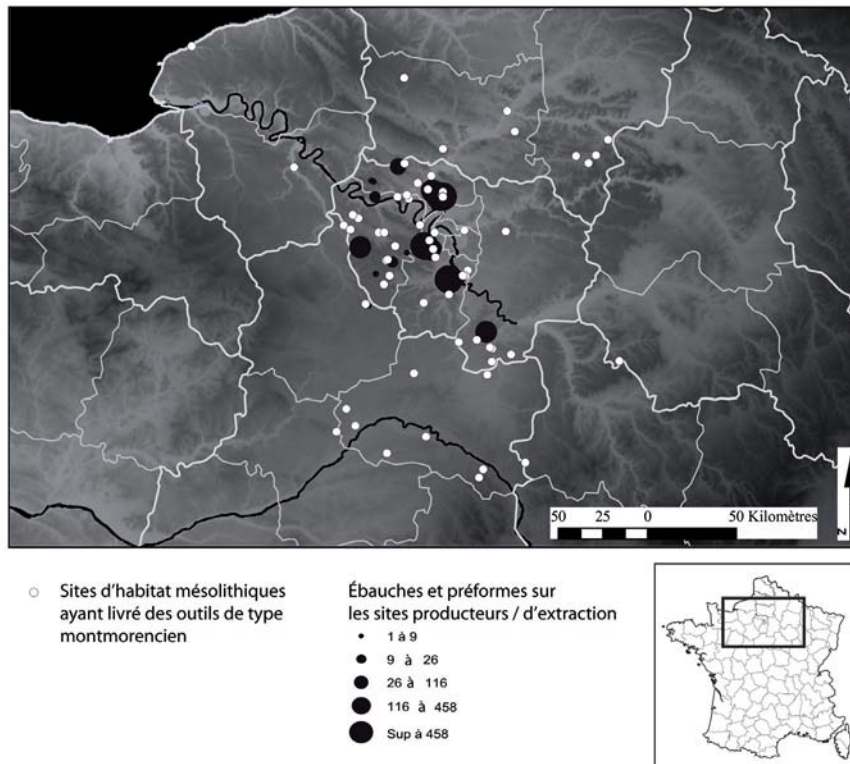 N
50 25 0 50 Kilomètres
Sites d'habitat mésolithiques
ayant livré des outils de type
montmorencien
Ébauches et préformes sur
les sites producteurs / d'extraction
1 à 9
9 à 26
26 à 116
116 à 458
Sup à 458